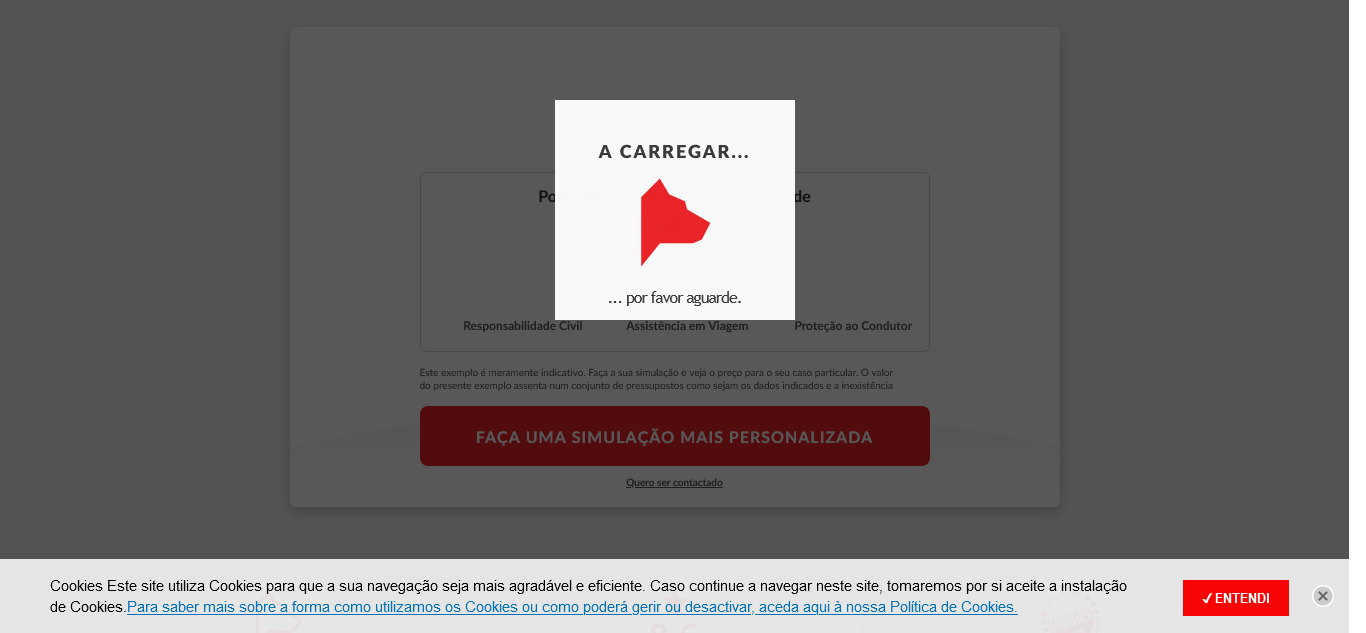 A CARREGAR...
... por favor aguarde.
Responsabilidade Civil Assistência em Viagem Proteção ao Condutor
Este exemplo é meramente indicativo. Faça a sua simulação e veja o preço para o seu caso particular. O valor
do presente exemplo assenta num conjunto de pressupostos como sejam os dados indicados e a inexistência
FAÇA UMA SIMULAÇÃO MAIS PERSONALIZADA
Quero ser contactado
Cookies Este site utiliza Cookies para que a sua navegação seja mais agradável e eficiente. Caso continue a navegar neste site, tomaremos por si aceite a instalação
de Cookies.Para saber mais sobre a forma como utilizamos os Cookies ou como poderá gerir ou desactivar, aceda aqui à nossa Política de Cookies.
ENTENDI